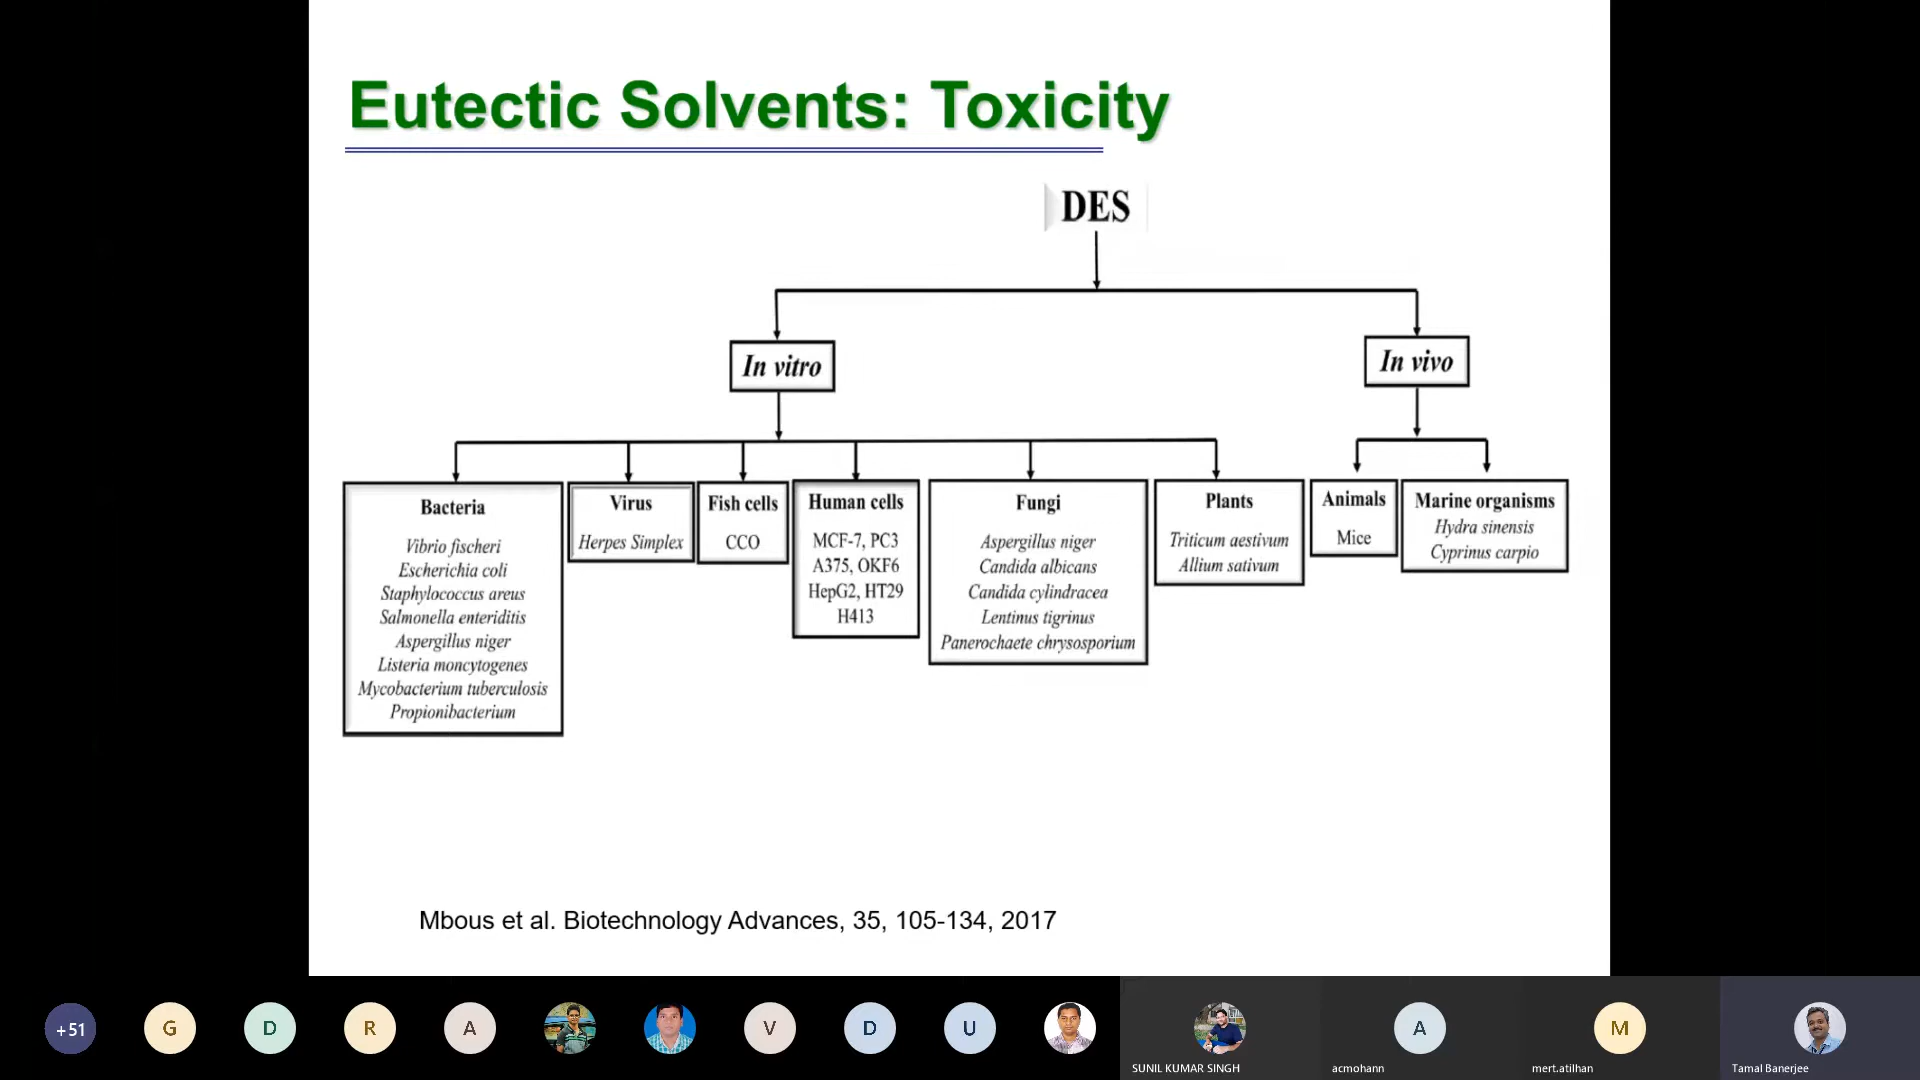 Eutectic Solvents: Toxicity
DES
In vitro
In vivo
Bacteria
Vibrio fischeri
Escherichia coli
Staphylococcus areus
Salmonella enteriditis
Aspergillus niger
Listeria moncytogenes
Mycobacterium tuberculosis
Propionibacterium
Virus
Herpes Simplex
Fish cells
CCO
Human cells
MCF-7, PC3
A375, OKF6
HepG2, HT29
H413
Fungi
Aspergillus niger
Candida albicans
Candida cylindracea
Lentinus tigrinus
Panerochaete chrysosporium
Plants
Triticum aestivum
Allium sativum
Animals
Mice
Marine organisms
Hydra sinensis
Cyprinus carpio
Mbous et al. Biotechnology Advances, 35, 105-134, 2017
+51
G
D
R
A
V
D
U
A
M
SUNIL KUMAR SINGH
acmohann
mert.atilhan
Tamal Banerjee